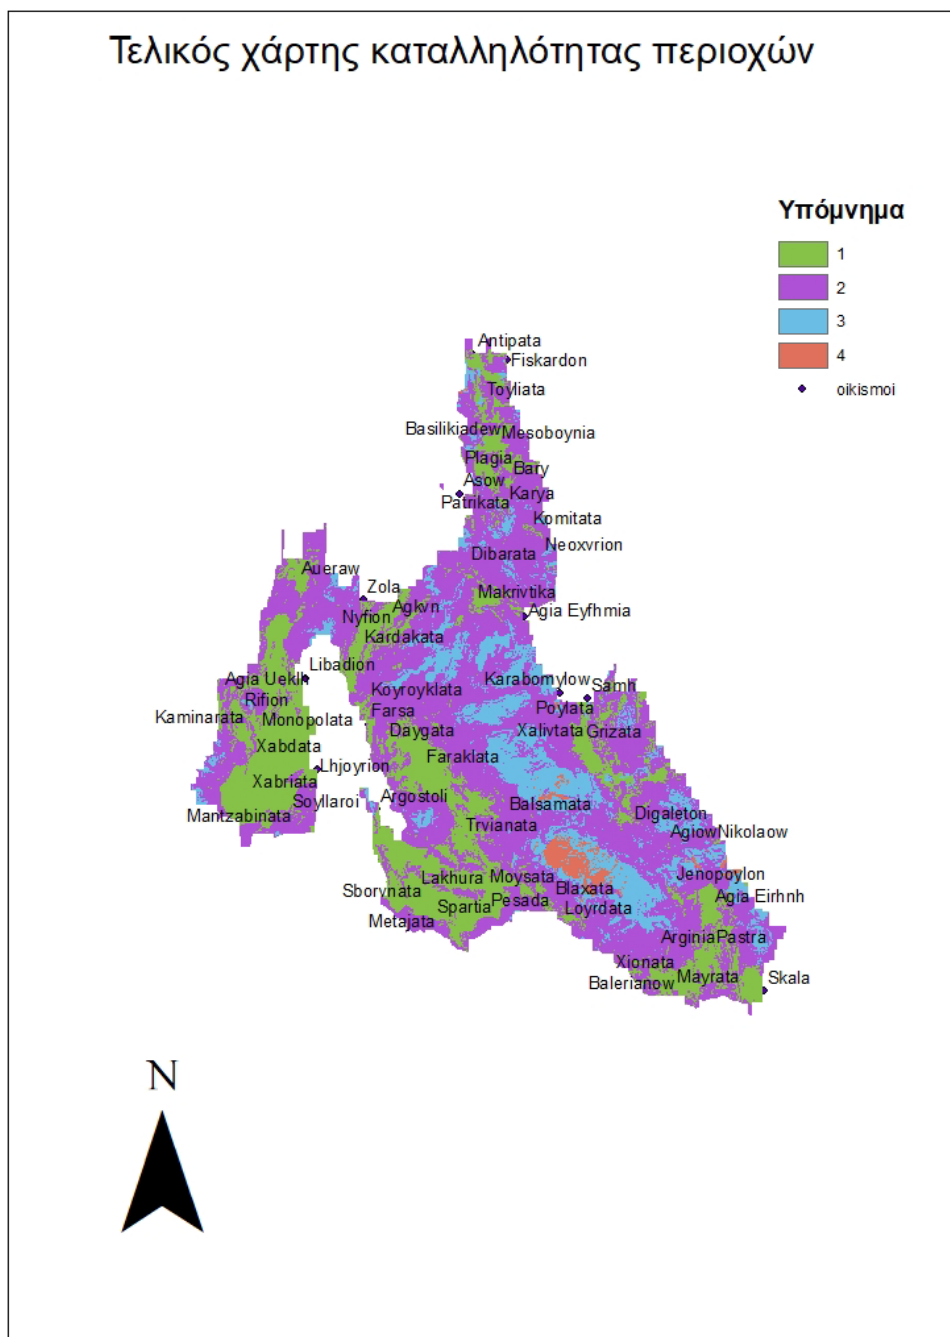 Τελικός χάρτης καταλληλότητας περιοχών
Υπόμνημα
1
2
3
4
oikismoi
Antipata
Fiskardon
Toyliata
Basilikiadew
Mesoboynia
Plagia
Bary
Asow
Karya
Patrikata
Komitata
Neoxvrion
Dibarata
Aueraw
Zola
Makrivtika
Agkvn
Nyfion
Agia Eyfhmia
Kardakata
Libadion
Agia Ueklh
Karabomylow
Samh
Koyroyklata
Rifion
Poylata
Farsa
Kaminarata
Monopolata
Daygata
Xalivtata
Grizata
Xabdata
Faraklata
Lhjoyrion
Xabriata
Soyllaroi
Argostoli
Balsamata
Mantzabinata
Digaleton
Trvianata
AgiowNikolaow
Lakhura
Moysata
Jenopoylon
Sborynata
Blaxata
Agia Eirhnh
Spartia
Pesada
Loyrdata
Metajata
Arginia
Pastra
Xionata
Balerianow
Mayrata
Skala
N